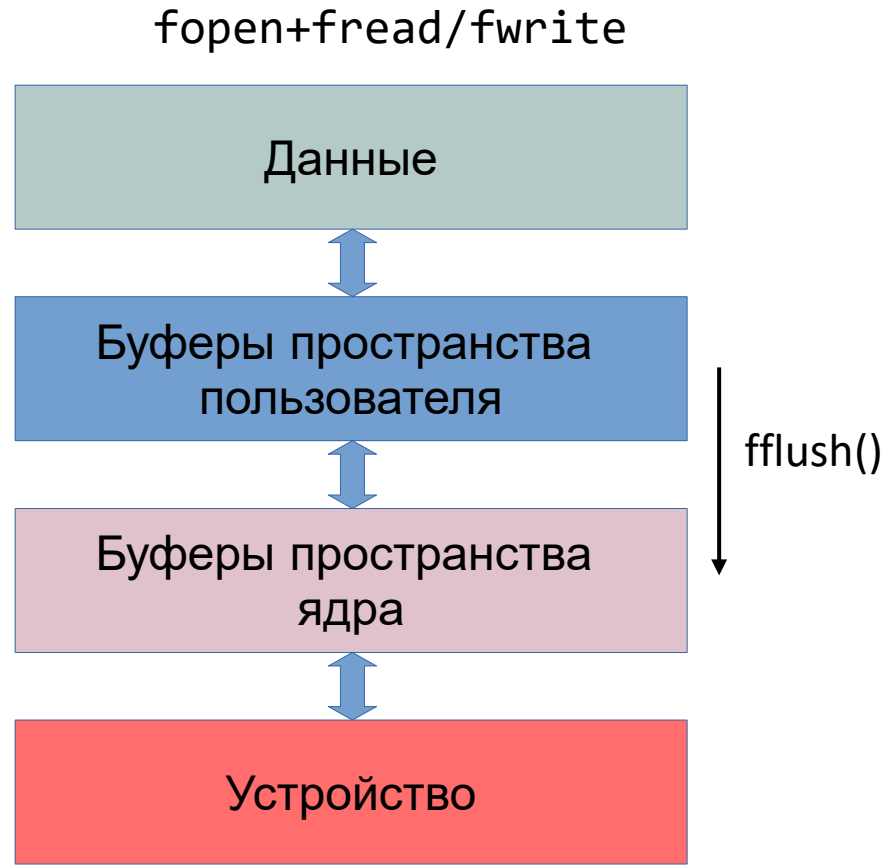 fopen+fread/fwrite
Данные
Буферы пространства
пользователя
fflush()
Буферы пространства
ядра
Устройство